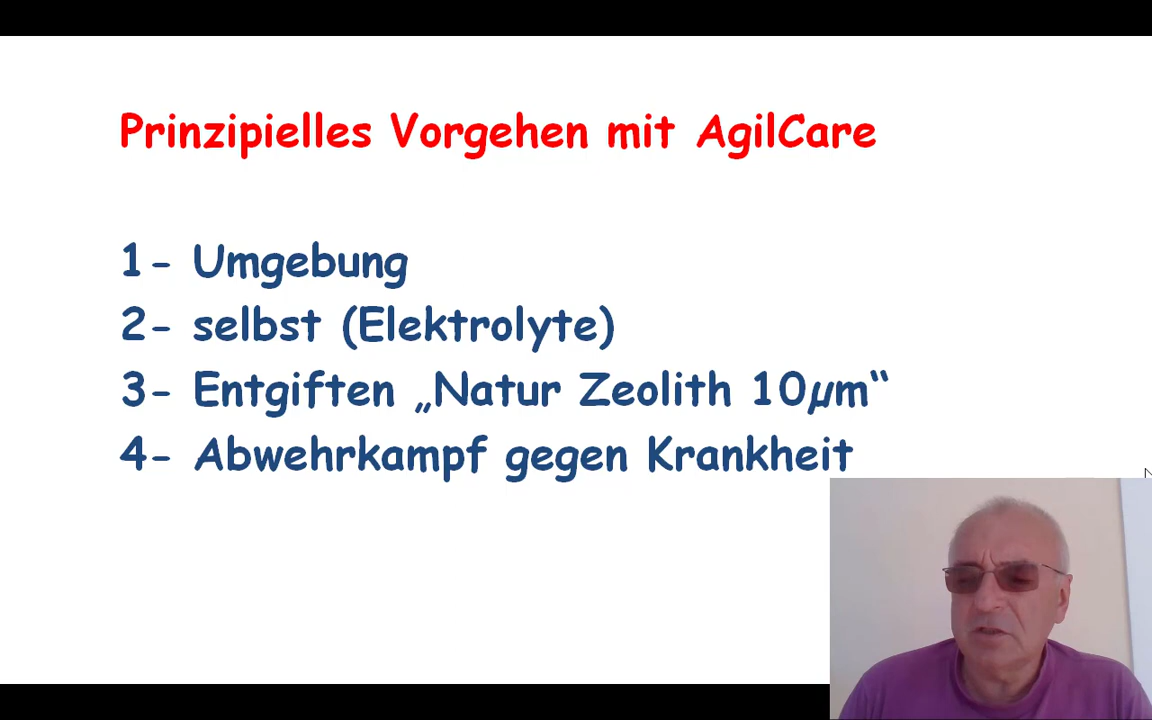 Prinzipielles Vorgehen mit AgilCare
1- Umgebung
2- selbst (Elektrolyte)
3- Entgiften „Natur Zeolith 10µm“
4- Abwehrkampf gegen Krankheit